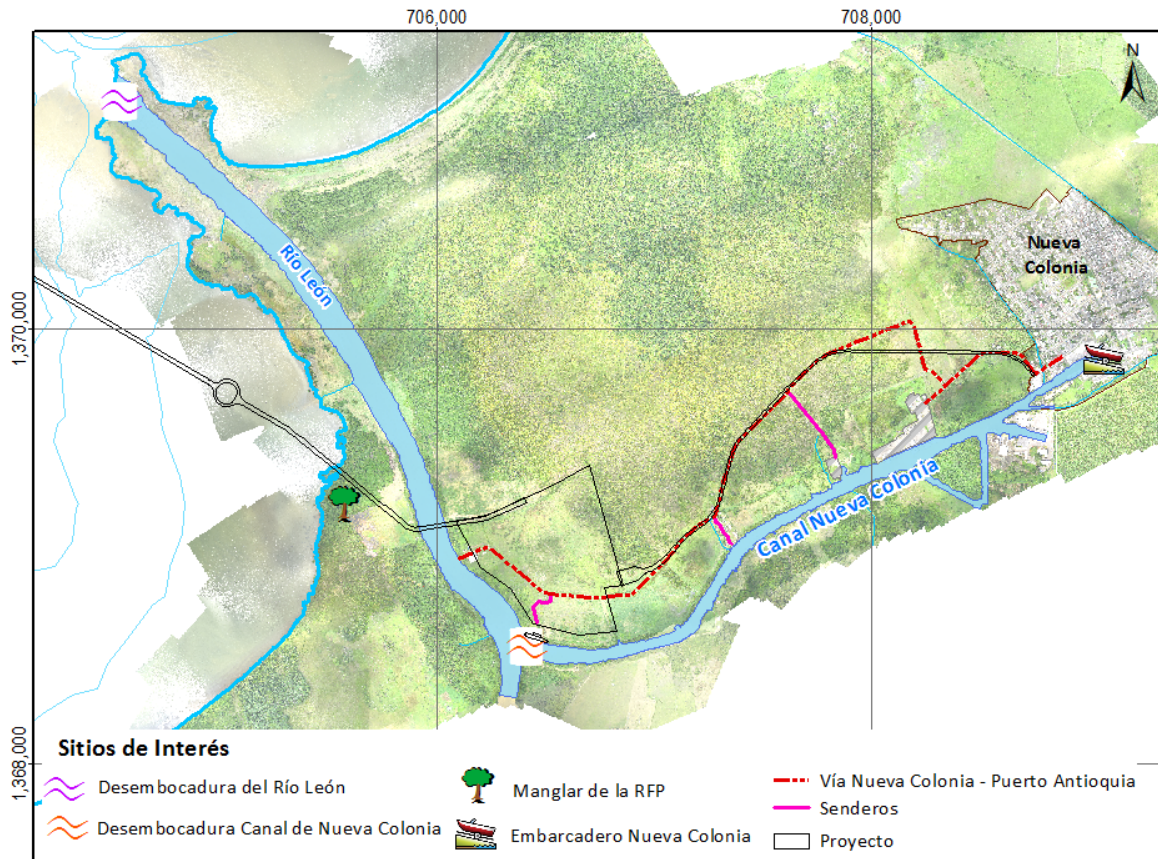 706,000
708,000
N
Nueva
Colonia
Río León
1,370,000
Canal Nueva Colonia
1,368,000
Sitios de Interés
Desembocadura del Río León
Manglar de la RFP
Vía Nueva Colonia - Puerto Antioquia
Senderos
Desembocadura Canal de Nueva Colonia
Embarcadero Nueva Colonia
Proyecto